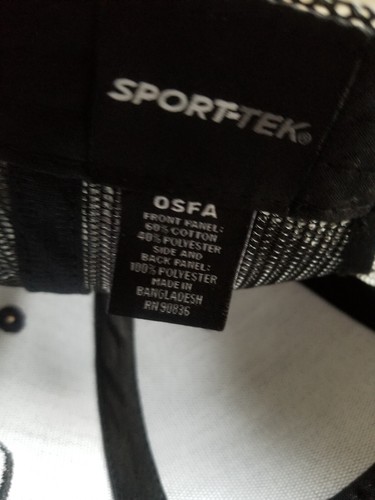 SPORT-TEK®
OSFA
FRONT PANEL:
60% COTTON
40% POLYESTER
SIDE AND
BACK PANEL:
100% POLYESTER
MADE IN
BANGLADESH
RN 90836